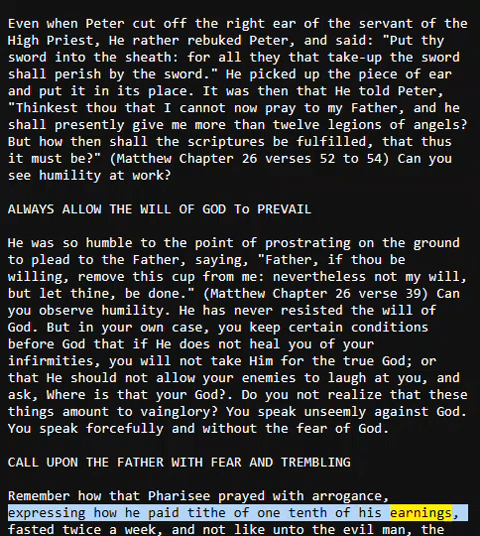 Even when Peter cut off the right ear of the servant of the
High Priest, He rather rebuked Peter, and said: "Put thy
sword into the sheath: for all they that take-up the sword
shall perish by the sword." He picked up the piece of ear
and put it in its place. It was then that He told Peter,
"Thinkest thou that I cannot now pray to my Father, and he
shall presently give me more than twelve legions of angels?
But how then shall the scriptures be fulfilled, that thus
it must be?" (Matthew Chapter 26 verses 52 to 54) Can you
see humility at work?
ALWAYS ALLOW THE WILL OF GOD To PREVAIL
He was so humble to the point of prostrating on the ground
to plead to the Father, saying, "Father, if thou be
willing, remove this cup from me: nevertheless not my will,
but let thine, be done." (Matthew Chapter 26 verse 39) Can
you observe humility. He has never resisted the will of
God. But in your own case, you keep certain conditions
before God that if He does not heal you of your
infirmities, you will not take Him for the true God; or
that He should not allow your enemies to laugh at you, and
ask, Where is that your God?. Do you not realize that these
things amount to vainglory? You speak unseemly against God.
You speak forcefully and without the fear of God.
CALL UPON THE FATHER WITH FEAR AND TREMBLING
Remember how that Pharisee prayed with arrogance,
expressing how he paid tithe of one tenth of his earnings,
fasted twice a week, and not like unto the evil man, the